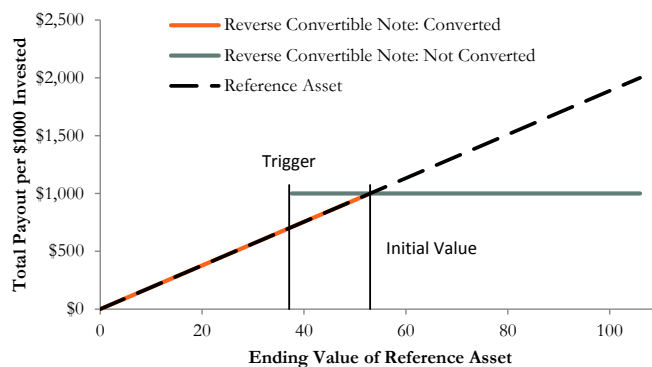 Total Payout per $1000 Invested
$2,500
$2,000
$1,500
$1,000
$500
$0
Reverse Convertible Note: Converted
Reverse Convertible Note: Not Converted
Reference Asset
Trigger
Initial Value
0 20 40 60 80 100
Ending Value of Reference Asset